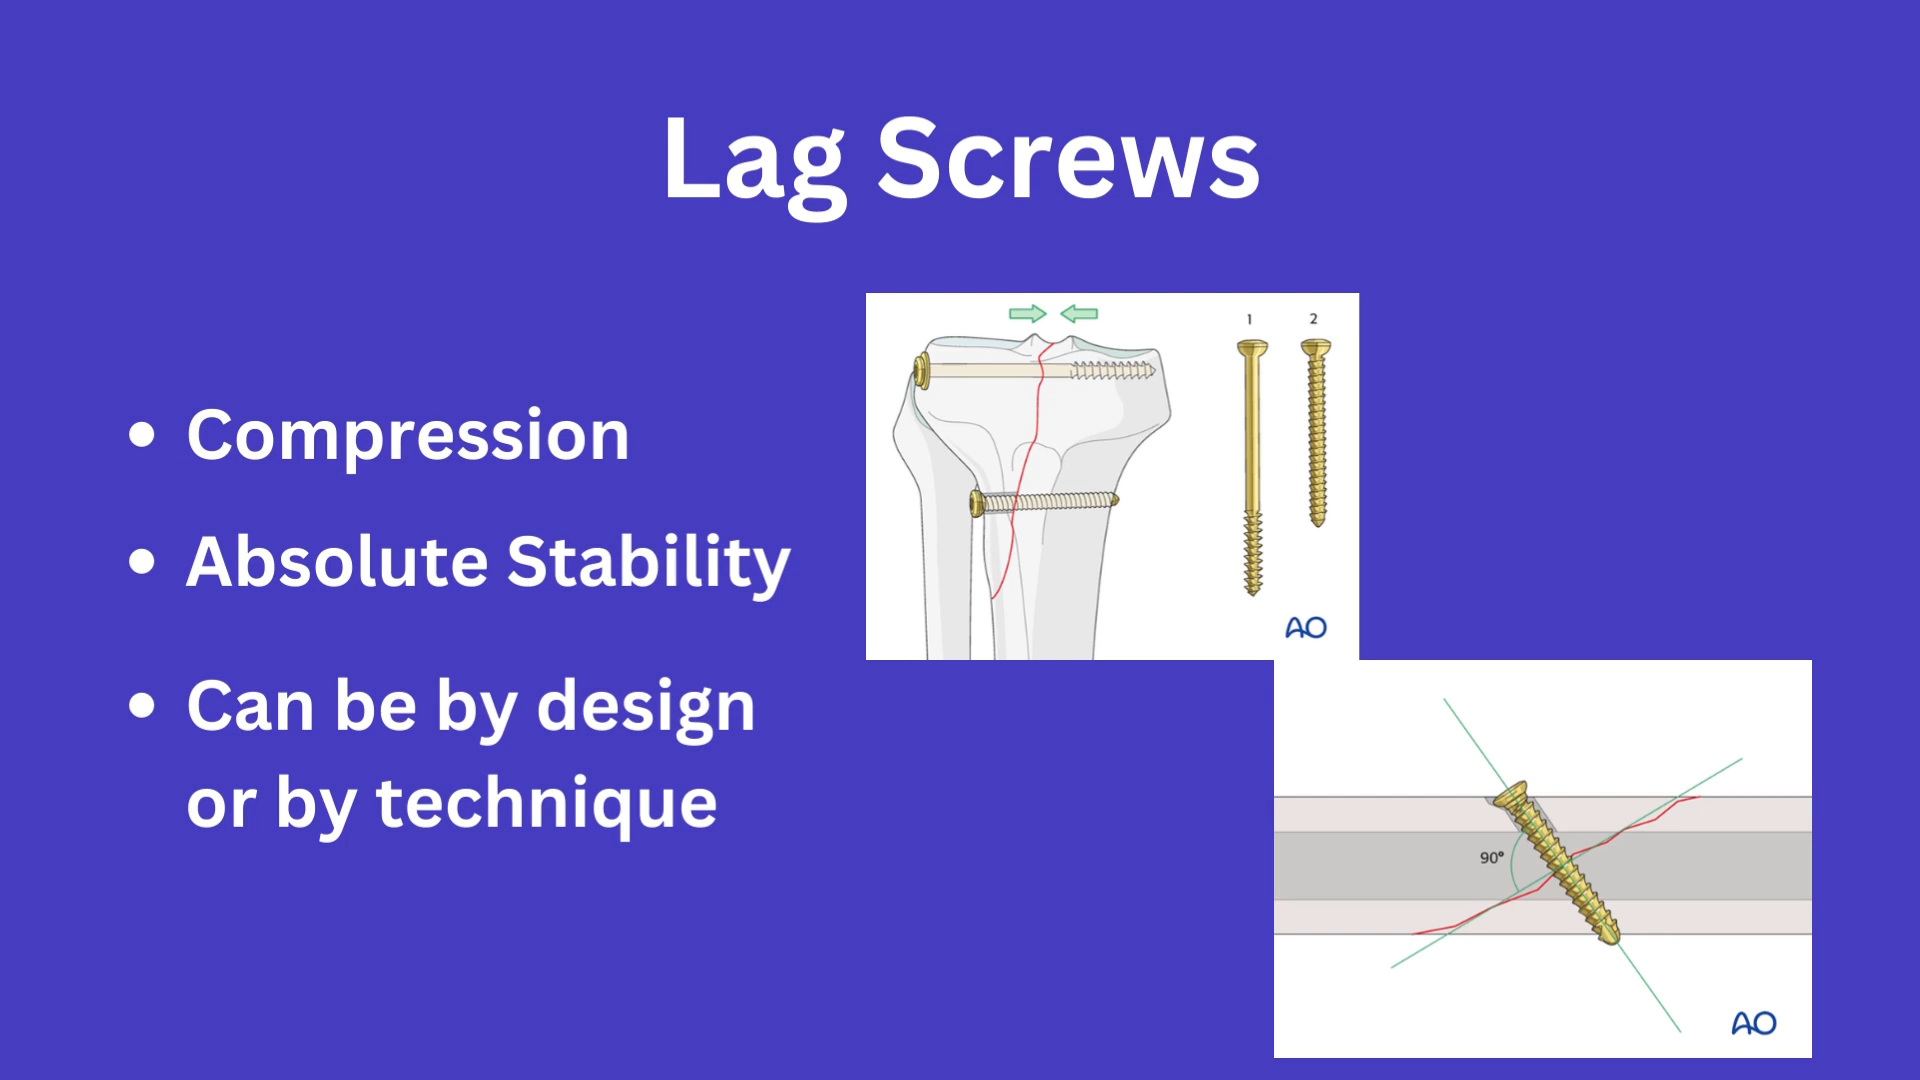 Lag Screws
• Compression
• Absolute Stability
• Can be by design
or by technique
1 2
AO
90°
AO